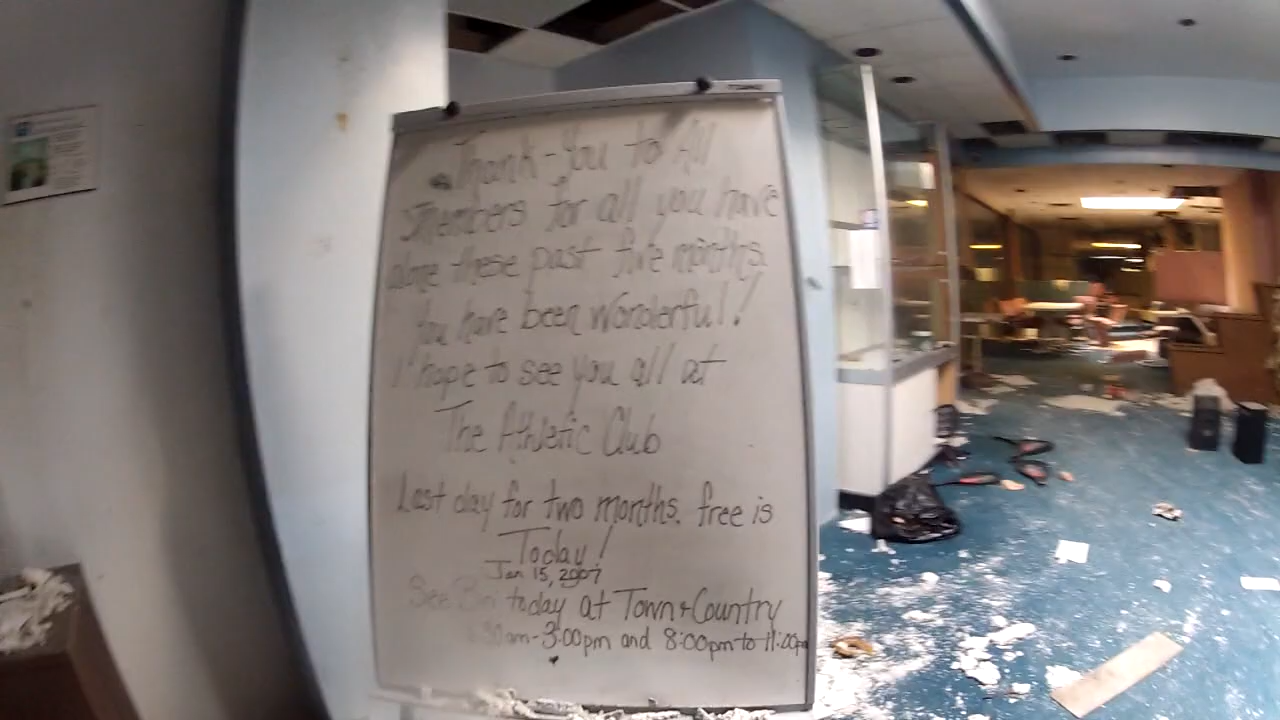 Thank-You to All
Members for all you have
done these past five months.
You have been Wonderful!
I hope to see you all at
The Athletic Club
Last day for two months. free is
Today!
Jan 15, 2007
See today at Town + Country
30am-3:00pm and 8:00pm to